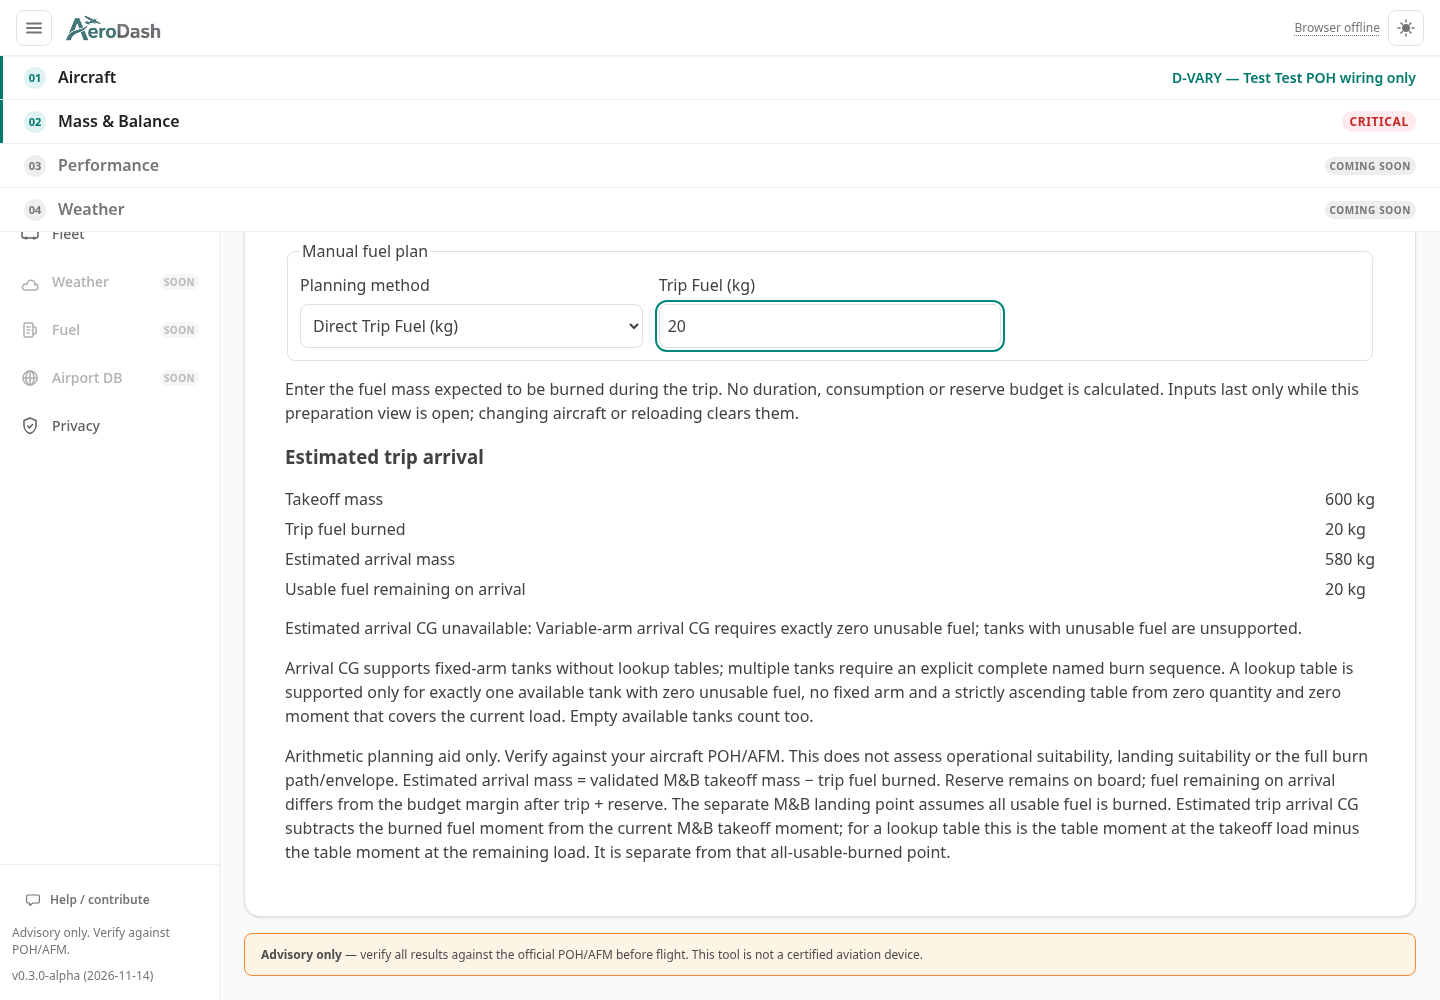 AeroDash
Browser offline
01 Aircraft D-VARY — Test Test POH wiring only
02 Mass & Balance CRITICAL
03 Performance COMING SOON
04 Weather COMING SOON
Fleet
Weather SOON
Fuel SOON
Airport DB SOON
Privacy
Manual fuel plan
Planning method Trip Fuel (kg)
Direct Trip Fuel (kg) 20
Enter the fuel mass expected to be burned during the trip. No duration, consumption or reserve budget is calculated. Inputs last only while this
preparation view is open; changing aircraft or reloading clears them.
Estimated trip arrival
Takeoff mass 600 kg
Trip fuel burned 20 kg
Estimated arrival mass 580 kg
Usable fuel remaining on arrival 20 kg
Estimated arrival CG unavailable: Variable-arm arrival CG requires exactly zero unusable fuel; tanks with unusable fuel are unsupported.
Arrival CG supports fixed-arm tanks without lookup tables; multiple tanks require an explicit complete named burn sequence. A lookup table is
supported only for exactly one available tank with zero unusable fuel, no fixed arm and a strictly ascending table from zero quantity and zero
moment that covers the current load. Empty available tanks count too.
Arithmetic planning aid only. Verify against your aircraft POH/AFM. This does not assess operational suitability, landing suitability or the full burn
path/envelope. Estimated arrival mass = validated M&B takeoff mass − trip fuel burned. Reserve remains on board; fuel remaining on arrival
differs from the budget margin after trip + reserve. The separate M&B landing point assumes all usable fuel is burned. Estimated trip arrival CG
subtracts the burned fuel moment from the current M&B takeoff moment; for a lookup table this is the table moment at the takeoff load minus
the table moment at the remaining load. It is separate from that all-usable-burned point.
Help / contribute
Advisory only. Verify against
POH/AFM.
v0.3.0-alpha (2026-11-14)
Advisory only — verify all results against the official POH/AFM before flight. This tool is not a certified aviation device.